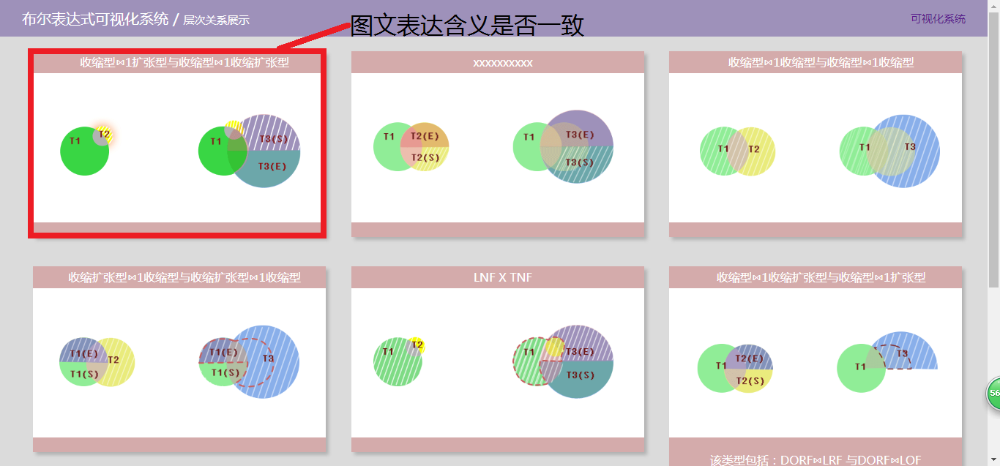 布尔表达式可视化系统 / 层次关系展示
图文表达含义是否一致
可视化系统
收缩型⋈1扩张型与收缩型⋈1收缩扩张型
T1
T2
T1
T3(S)
T3(E)
xxxxxxxxxx
T1
T2(E)
T2(S)
T1
T3(E)
T3(S)
收缩型⋈1收缩型与收缩型⋈1收缩型
T1
T2
T1
T3
收缩扩张型⋈1收缩型与收缩扩张型⋈1收缩型
T1(E)
T2
T1(S)
T1(E)
T3
T1(S)
LNF X TNF
T1
T2
T1
T3(E)
T3(S)
收缩型⋈1收缩扩张型与收缩型⋈1扩张型
T1
T2(E)
T2(S)
T1
T3
该类型包括：DORF⋈LRF 与DORF⋈LOF
56